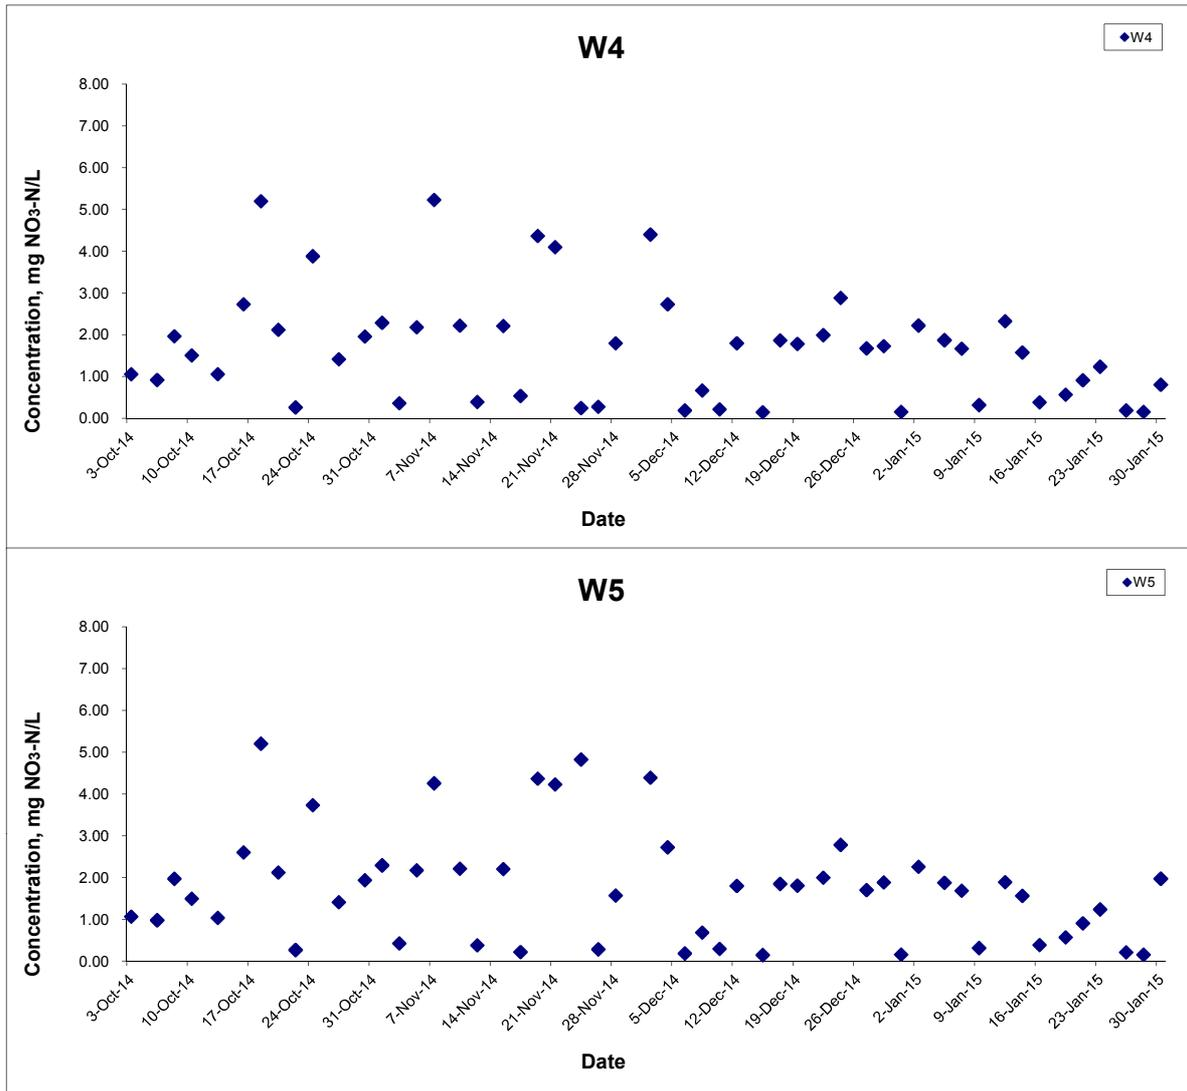 W4
W4
8.00
7.00
6.00
5.00
4.00
3.00
2.00
1.00
0.00
Concentration, mg NO3-N/L
3-Oct-14
10-Oct-14
17-Oct-14
24-Oct-14
31-Oct-14
7-Nov-14
14-Nov-14
21-Nov-14
28-Nov-14
5-Dec-14
12-Dec-14
19-Dec-14
26-Dec-14
2-Jan-15
9-Jan-15
16-Jan-15
23-Jan-15
30-Jan-15
Date
W5
W5
8.00
7.00
6.00
5.00
4.00
3.00
2.00
1.00
0.00
Concentration, mg NO3-N/L
3-Oct-14
10-Oct-14
17-Oct-14
24-Oct-14
31-Oct-14
7-Nov-14
14-Nov-14
21-Nov-14
28-Nov-14
5-Dec-14
12-Dec-14
19-Dec-14
26-Dec-14
2-Jan-15
9-Jan-15
16-Jan-15
23-Jan-15
30-Jan-15
Date